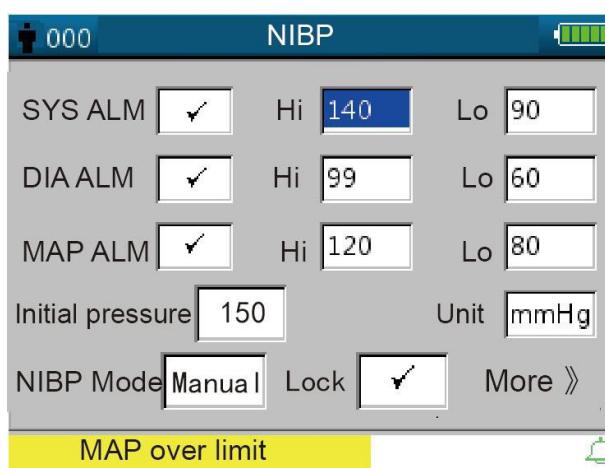 000 NIBP
SYS ALM ✓ Hi 140 Lo 90
DIA ALM ✓ Hi 99 Lo 60
MAP ALM ✓ Hi 120 Lo 80
Initial pressure 150 Unit mmHg
NIBP Mode Manual Lock ✓ More 》
MAP over limit